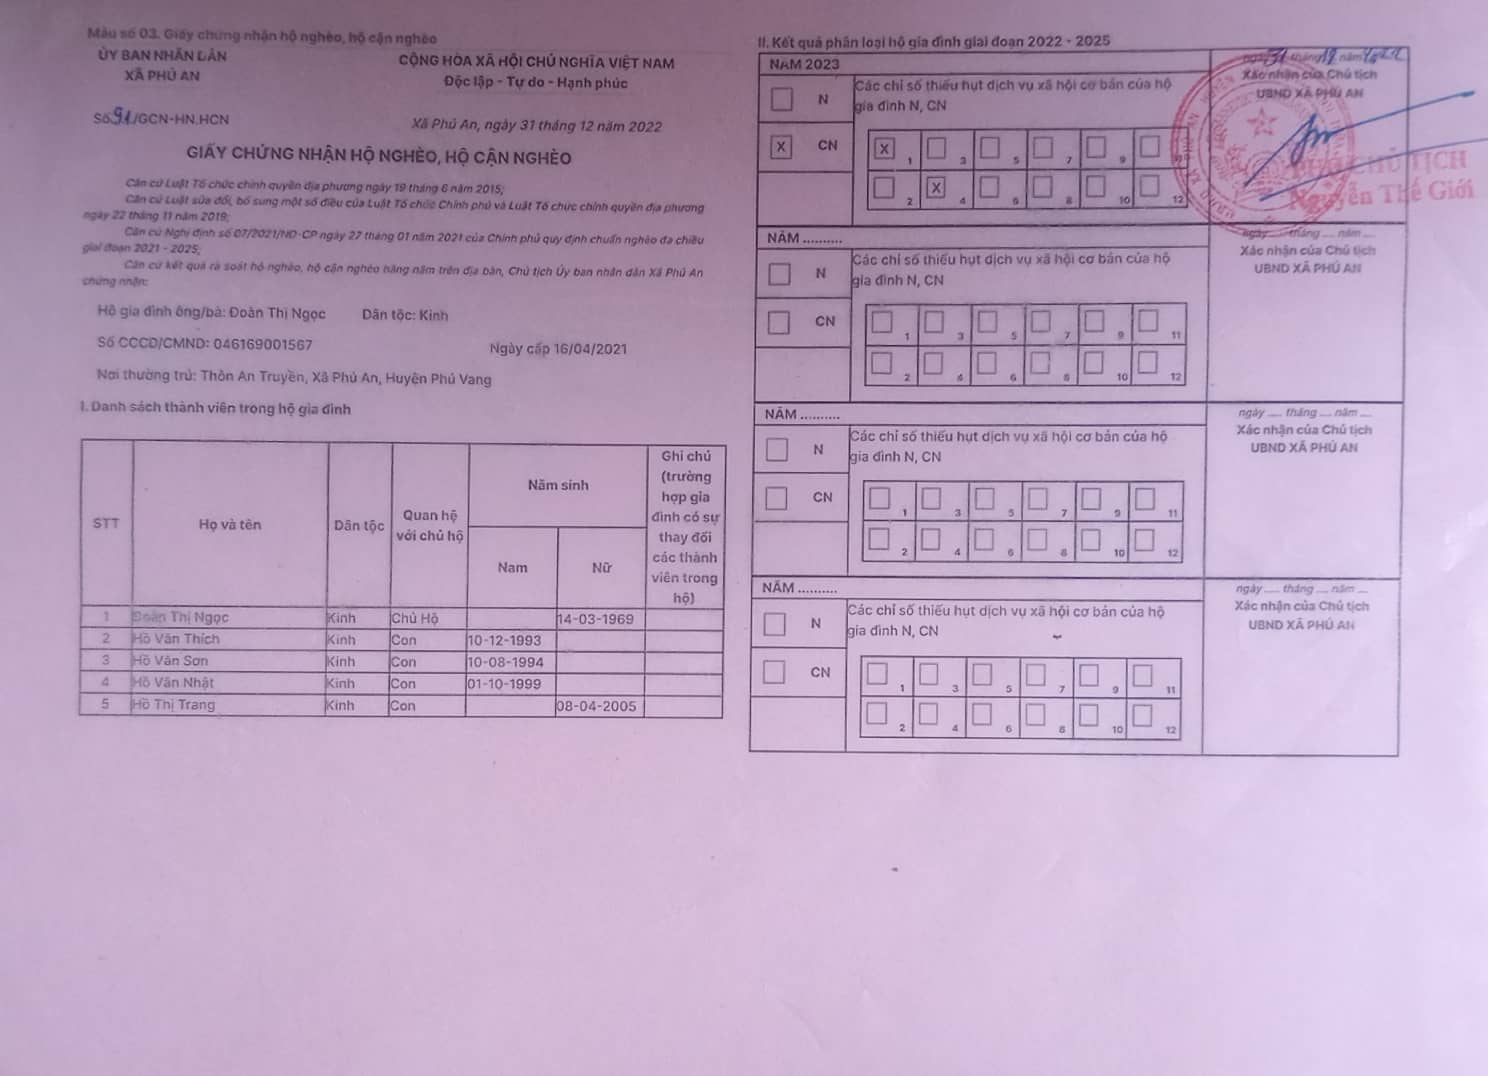 Mẫu số 03. Giấy chứng nhận hộ nghèo, hộ cận nghèo
ỦY BAN NHÂN DÂN
XÃ PHÚ AN
CỘNG HÒA XÃ HỘI CHỦ NGHĨA VIỆT NAM
Độc lập - Tự do - Hạnh phúc
Số 91/GCN-HN.HCN
Xã Phú An, ngày 31 tháng 12 năm 2022
GIẤY CHỨNG NHẬN HỘ NGHÈO, HỘ CẬN NGHÈO
Căn cứ Luật Tổ chức chính quyền địa phương ngày 19 tháng 6 năm 2015;
Căn cứ Luật sửa đổi, bổ sung một số điều của Luật Tổ chức Chính phủ và Luật Tổ chức chính quyền địa phương
ngày 22 tháng 11 năm 2019;
Căn cứ Nghị định số 07/2021/NĐ-CP ngày 27 tháng 01 năm 2021 của Chính phủ quy định chuẩn nghèo đa chiều
giai đoạn 2021 - 2025;
Căn cứ kết quả rà soát hộ nghèo, hộ cận nghèo hằng năm trên địa bàn, Chủ tịch Ủy ban nhân dân Xã Phú An
chứng nhận:
Hộ gia đình ông/bà: Đoàn Thị Ngọc Dân tộc: Kinh
Số CCCD/CMND: 046169001567 Ngày cấp 16/04/2021
Nơi thường trú: Thôn An Truyền, Xã Phú An, Huyện Phú Vang
I. Danh sách thành viên trong hộ gia đình
STT Họ và tên Dân tộc Quan hệ với chủ hộ Năm sinh Nam Nữ Ghi chú (trường hợp gia đình có sự thay đổi các thành viên trong hộ)
1 Đoàn Thị Ngọc Kinh Chủ Hộ 14-03-1969
2 Hồ Văn Thích Kinh Con 10-12-1993
3 Hồ Văn Sơn Kinh Con 10-08-1994
4 Hồ Văn Nhật Kinh Con 01-10-1999
5 Hồ Thị Trang Kinh Con 08-04-2005
II. Kết quả phân loại hộ gia đình giai đoạn 2022 - 2025
NĂM 2023
N
X CN
Các chỉ số thiếu hụt dịch vụ xã hội cơ bản của hộ
gia đình N, CN
X 1 3 5 7 9
2 X 4 6 8 10 12
ngày 31 tháng 12 năm 2022
Xác nhận của Chủ tịch
UBND XÃ PHÚ AN
PHÓ CHỦ TỊCH
Nguyễn Thế Giới
NĂM ..........
N
CN
Các chỉ số thiếu hụt dịch vụ xã hội cơ bản của hộ
gia đình N, CN
1 3 5 7 9 11
2 4 6 8 10 12
ngày .... tháng .... năm ....
Xác nhận của Chủ tịch
UBND XÃ PHÚ AN
NĂM ..........
N
CN
Các chỉ số thiếu hụt dịch vụ xã hội cơ bản của hộ
gia đình N, CN
1 3 5 7 9 11
2 4 6 8 10 12
ngày .... tháng .... năm ....
Xác nhận của Chủ tịch
UBND XÃ PHÚ AN
NĂM ..........
N
CN
Các chỉ số thiếu hụt dịch vụ xã hội cơ bản của hộ
gia đình N, CN
1 3 5 7 9 11
2 4 6 8 10 12
ngày .... tháng .... năm ....
Xác nhận của Chủ tịch
UBND XÃ PHÚ AN